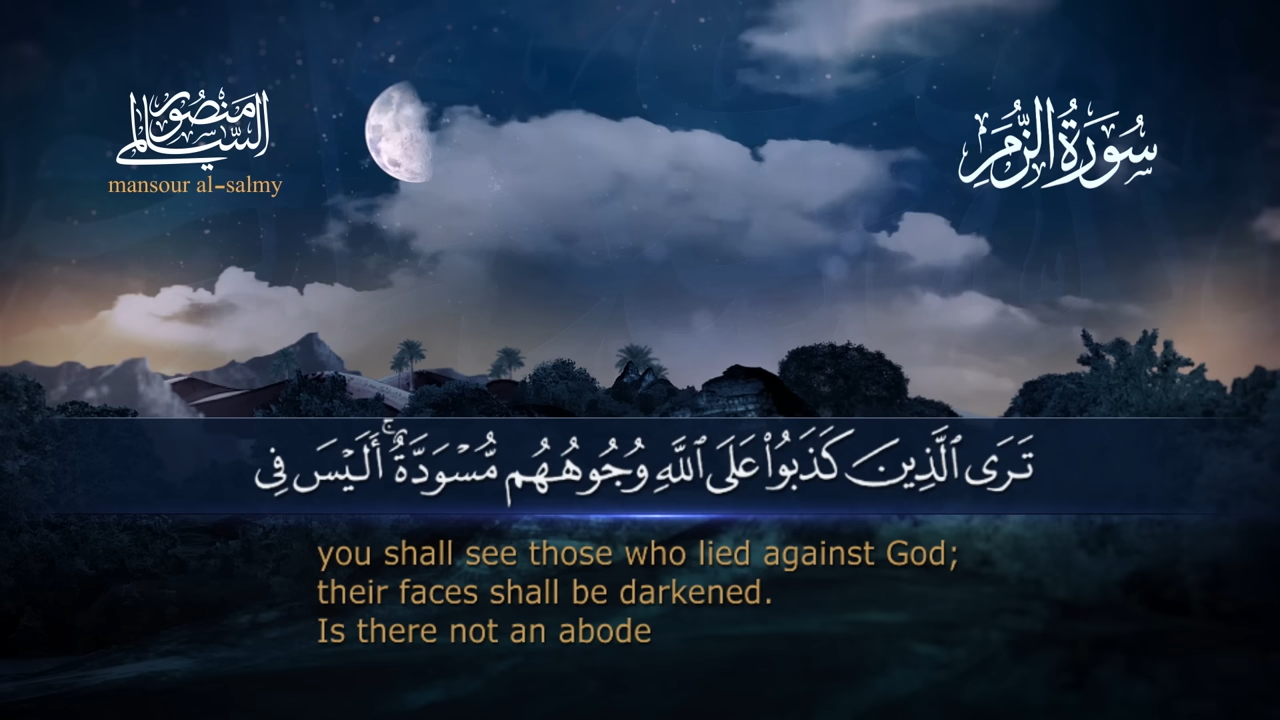 منصور السالمي
mansour al-salmy
سُورَةُ الزُّمَرِ
تَرَى ٱلَّذِينَ كَذَبُوا۟ عَلَى ٱللَّهِ وُجُوهُهُم مُّسْوَدَّةٌ ۚ أَلَيْسَ فِى
you shall see those who lied against God;
their faces shall be darkened.
Is there not an abode